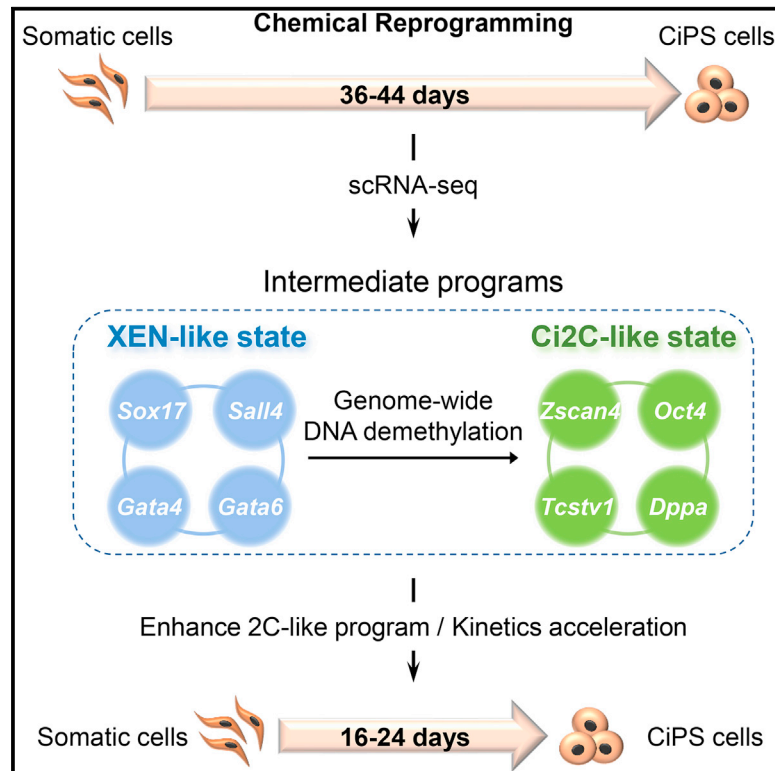 Chemical Reprogramming
Somatic cells
CiPS cells
36-44 days
scRNA-seq
Intermediate programs
XEN-like state
Ci2C-like state
Sox17
Sall4
Genome-wide
DNA demethylation
Zscan4
Oct4
Gata4
Gata6
Tcstv1
Dppa
Enhance 2C-like program / Kinetics acceleration
Somatic cells
16-24 days
CiPS cells